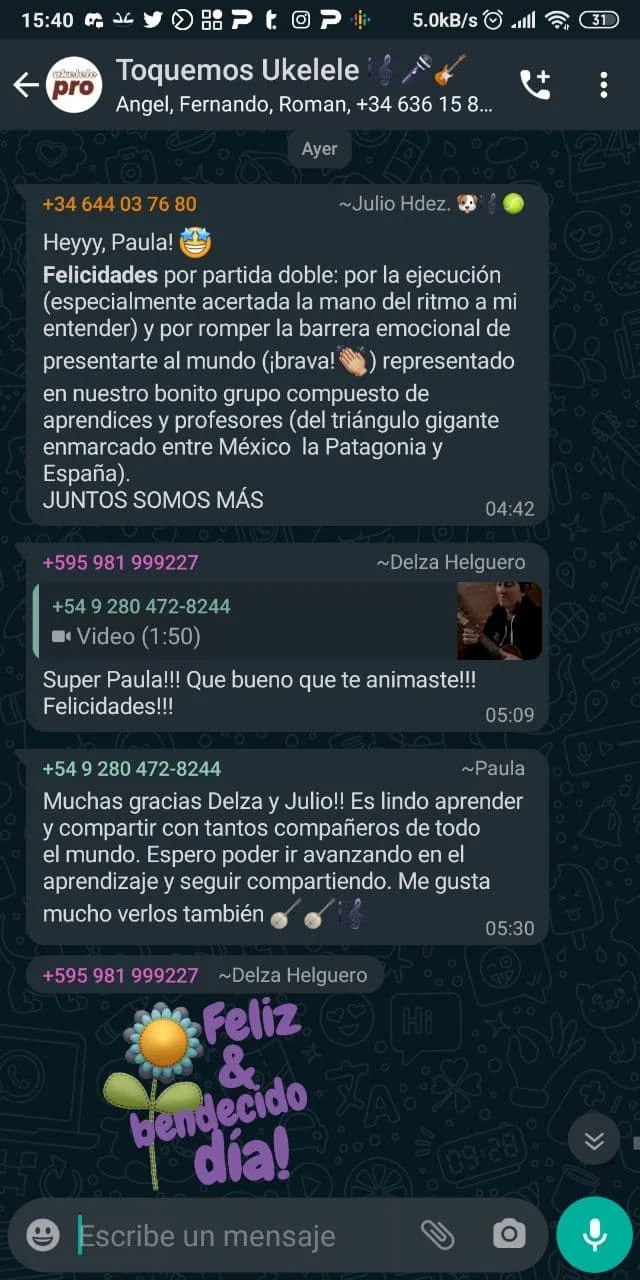 15:40
5.0kB/s
31
ukelele
pro
Toquemos Ukelele 🎼🎤🎸
Angel, Fernando, Roman, +34 636 15 8...
Ayer
+34 644 03 76 80 ~Julio Hdez. 🐶🎼🎾
Heyyy, Paula! 🤩
Felicidades por partida doble: por la ejecución
(especialmente acertada la mano del ritmo a mi
entender) y por romper la barrera emocional de
presentarte al mundo (¡brava!👏🏼) representado
en nuestro bonito grupo compuesto de
aprendices y profesores (del triángulo gigante
enmarcado entre México  la Patagonia y
España).
JUNTOS SOMOS MÁS
04:42
+595 981 999227 ~Delza Helguero
+54 9 280 472-8244
Video (1:50)
Super Paula!!! Que bueno que te animaste!!!
Felicidades!!!
05:09
+54 9 280 472-8244 ~Paula
Muchas gracias Delza y Julio!! Es lindo aprender
y compartir con tantos compañeros de todo
el mundo. Espero poder ir avanzando en el
aprendizaje y seguir compartiendo. Me gusta
mucho verlos también 🪕🪕🎼
05:30
+595 981 999227 ~Delza Helguero
Feliz
&
bendecido
día!
Escribe un mensaje